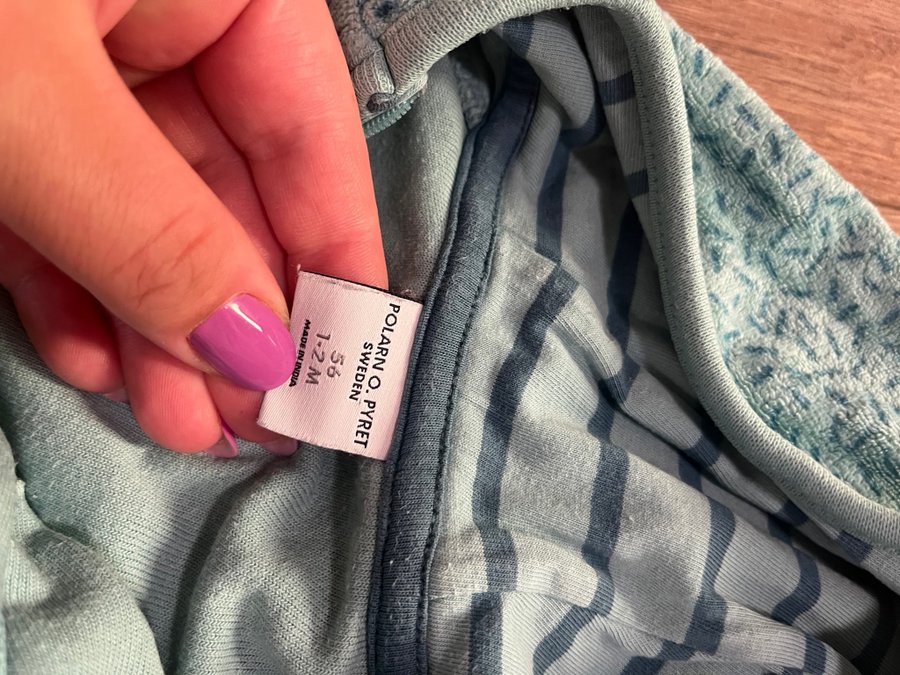 POLARN O. PYRET
SWEDEN
56
1-2 M
MADE IN INDIA